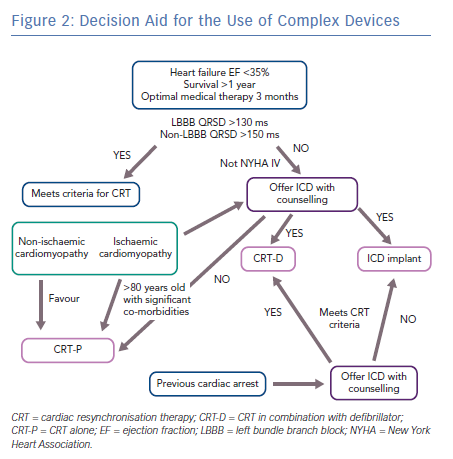 Figure 2: Decision Aid for the Use of Complex Devices
Heart failure EF <35%
Survival >1 year
Optimal medical therapy 3 months
LBBB QRSD >130 ms
Non-LBBB QRSD >150 ms
YES
NO
Not NYHA IV
Meets criteria for CRT
Offer ICD with
counselling
Non-ischaemic
cardiomyopathy
Ischaemic
cardiomyopathy
YES
YES
CRT-D
ICD implant
Favour
>80 years old
with significant
co-morbidities
NO
YES
Meets CRT
criteria
NO
CRT-P
Previous cardiac arrest
Offer ICD with
counselling
CRT = cardiac resynchronisation therapy; CRT-D = CRT in combination with defibrillator;
CRT-P = CRT alone; EF = ejection fraction; LBBB = left bundle branch block; NYHA = New York
Heart Association.